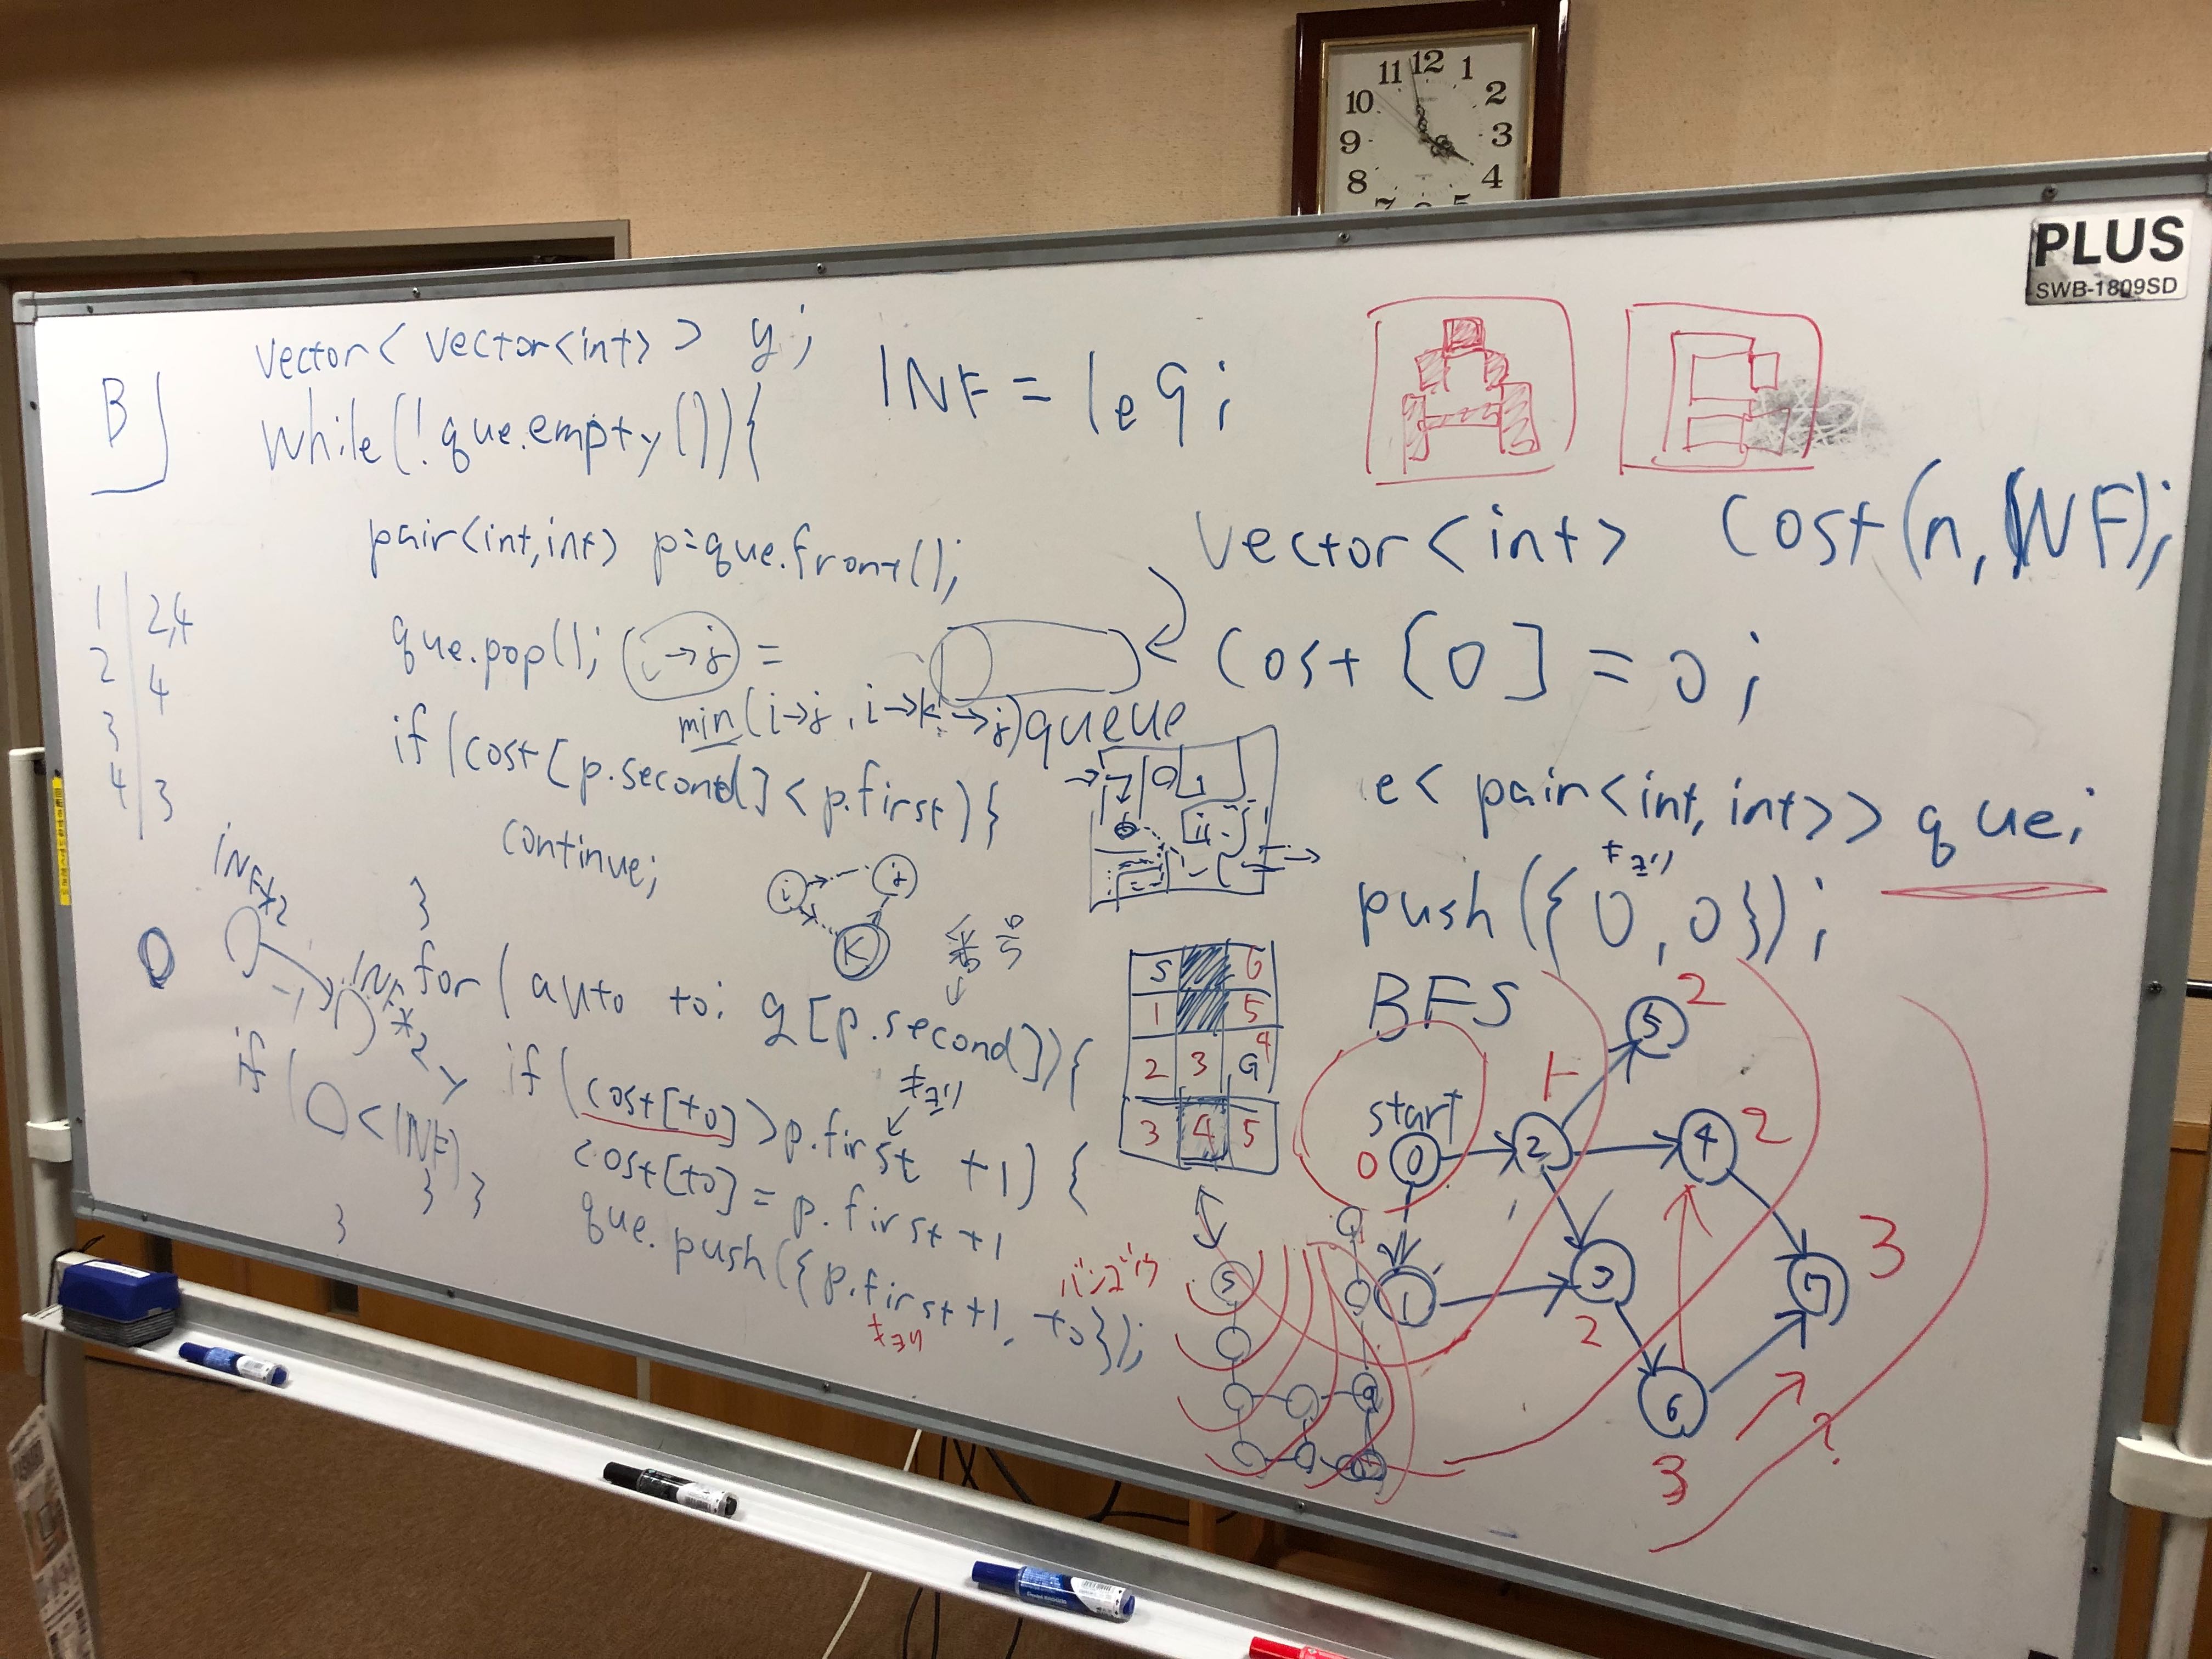 11 12 1
10 2
9 3
8 4
7 6 5
PLUS
SWB-1809SD
B
vector< vector<int> > g;
while(!que.empty()){
pair<int,int> p=que.front();
que.pop();
i→j =
min(i→j, i→k→j)
if(cost[p.second]<p.first){
continue;
}
for(auto to: g[p.second]){
if(cost[to]>p.first +1) {
cost[to]=p.first+1
que.push({p.first+1, to});
} }
}
キョリ
キョリ
バンゴウ
1 2,4
2 4
3
4 3
INF*2
-1
INF*2
0
if( <INF)
i
j
K
queue
INF = 1e9;
vector<int> cost(n, INF);
cost[0]=0;
e< pair<int,int>> que;
キョリ
push({0,0});
S 6
1 5
2 3 G 4
3 4 5
S
BFS
start
0 0
1
2 1
3 2
4 2
5 2
6 3
7 3
?